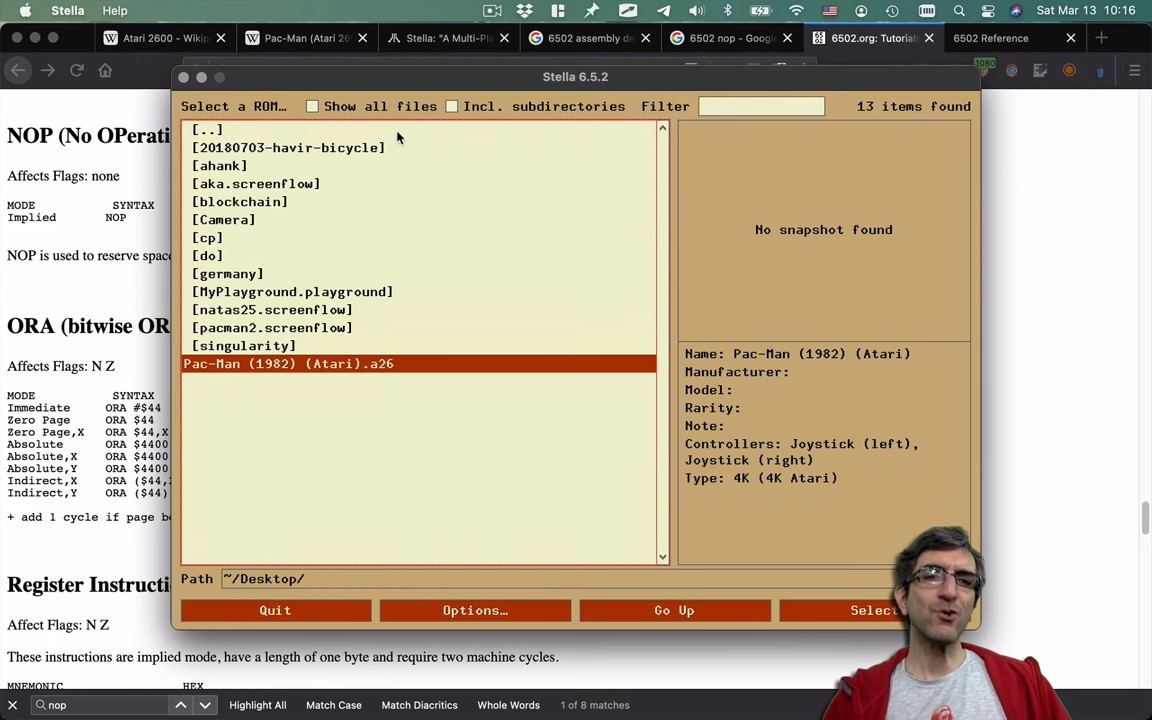 Stella Help Sat Mar 13 10:16
Atari 2600 - Wikip Pac-Man (Atari 26 Stella: "A Multi-Pla 6502 assembly de 6502 nop - Google 6502.org: Tutorials 6502 Reference
1080
Stella 6.5.2
Select a ROM… Show all files Incl. subdirectories Filter 13 items found
[..]
[20180703-havir-bicycle]
[ahank]
[aka.screenflow]
[blockchain]
[Camera]
[cp]
[do]
[germany]
[MyPlayground.playground]
[natas25.screenflow]
[pacman2.screenflow]
[singularity]
Pac-Man (1982) (Atari).a26
No snapshot found
Name: Pac-Man (1982) (Atari)
Manufacturer:
Model:
Rarity:
Note:
Controllers: Joystick (left),
Joystick (right)
Type: 4K (4K Atari)
Path ~/Desktop/
Quit Options… Go Up Select
NOP (No OPerati
Affects Flags: none
MODE SYNTAX
Implied NOP
NOP is used to reserve space
ORA (bitwise OR
Affects Flags: N Z
MODE SYNTAX
Immediate ORA #$44
Zero Page ORA $44
Zero Page,X ORA $44,X
Absolute ORA $4400
Absolute,X ORA $4400
Absolute,Y ORA $4400
Indirect,X ORA ($44,
Indirect,Y ORA ($44)
+ add 1 cycle if page bo
Register Instructi
Affect Flags: N Z
These instructions are implied mode, have a length of one byte and require two machine cycles.
MNEMONIC HEX
nop Highlight All Match Case Match Diacritics Whole Words 1 of 8 matches